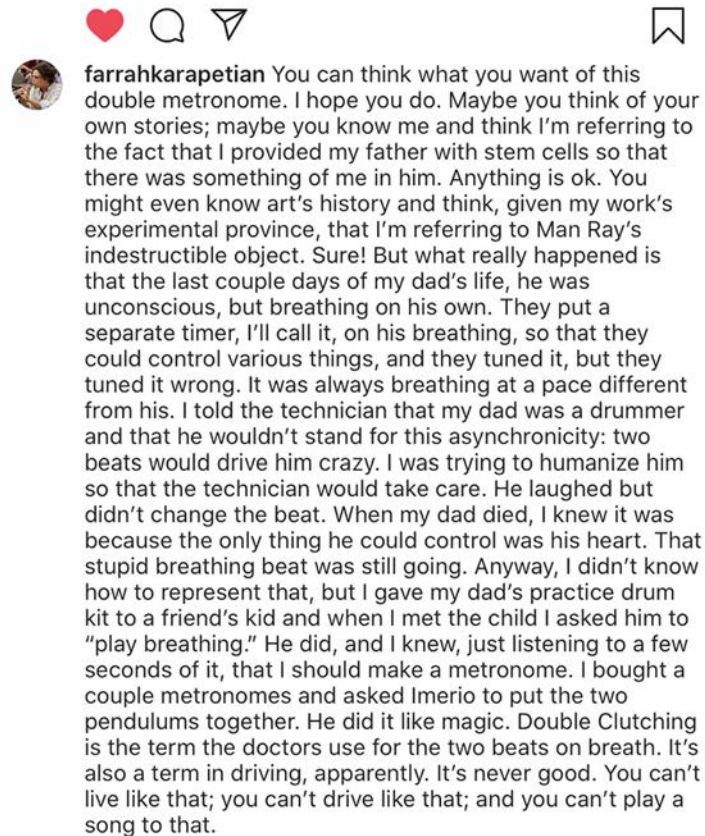 farrahkarapetian You can think what you want of this
double metronome. I hope you do. Maybe you think of your
own stories; maybe you know me and think I'm referring to
the fact that I provided my father with stem cells so that
there was something of me in him. Anything is ok. You
might even know art's history and think, given my work's
experimental province, that I'm referring to Man Ray's
indestructible object. Sure! But what really happened is
that the last couple days of my dad's life, he was
unconscious, but breathing on his own. They put a
separate timer, I'll call it, on his breathing, so that they
could control various things, and they tuned it, but they
tuned it wrong. It was always breathing at a pace different
from his. I told the technician that my dad was a drummer
and that he wouldn't stand for this asynchronicity: two
beats would drive him crazy. I was trying to humanize him
so that the technician would take care. He laughed but
didn't change the beat. When my dad died, I knew it was
because the only thing he could control was his heart. That
stupid breathing beat was still going. Anyway, I didn't know
how to represent that, but I gave my dad's practice drum
kit to a friend's kid and when I met the child I asked him to
“play breathing.” He did, and I knew, just listening to a few
seconds of it, that I should make a metronome. I bought a
couple metronomes and asked Imerio to put the two
pendulums together. He did it like magic. Double Clutching
is the term the doctors use for the two beats on breath. It's
also a term in driving, apparently. It's never good. You can't
live like that; you can't drive like that; and you can't play a
song to that.